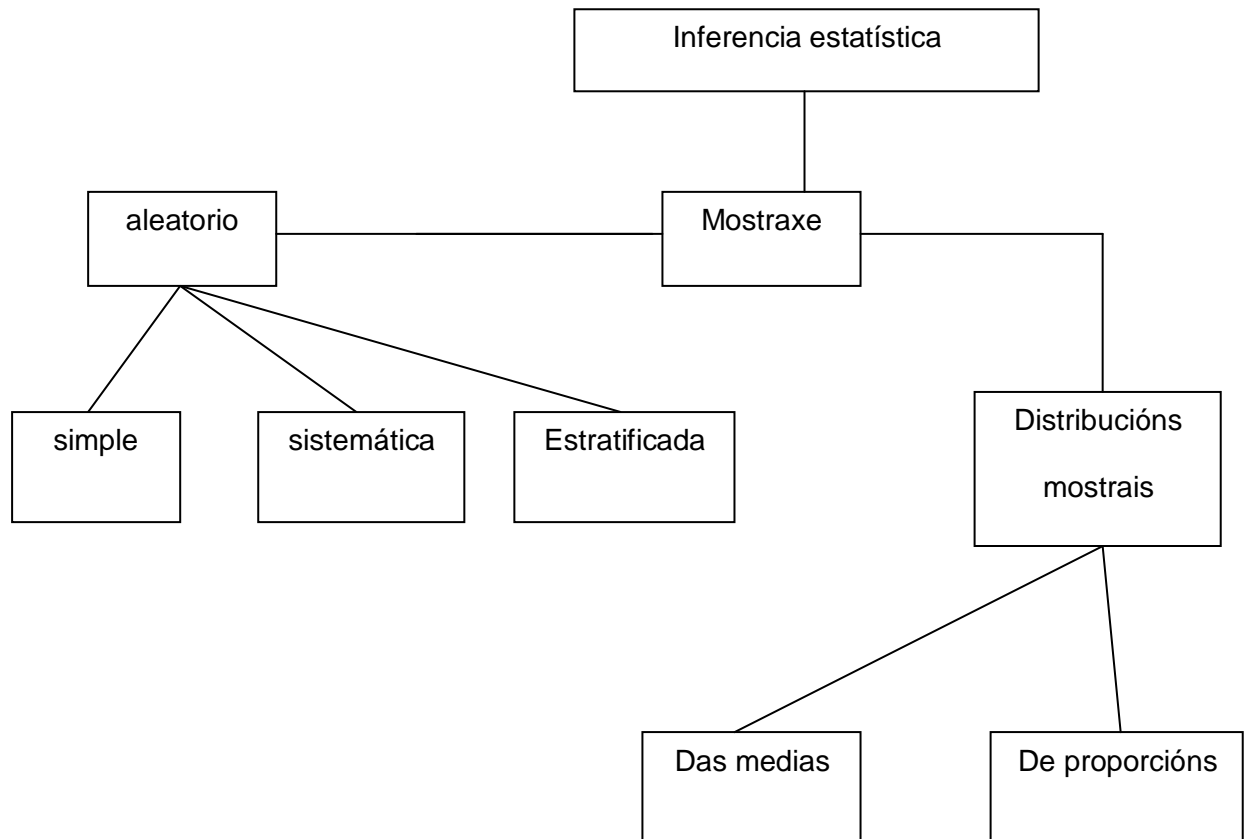 Inferencia estatística
aleatorio
Mostraxe
simple
sistemática
Estratificada
Distribucións
mostrais
Das medias
De proporcións